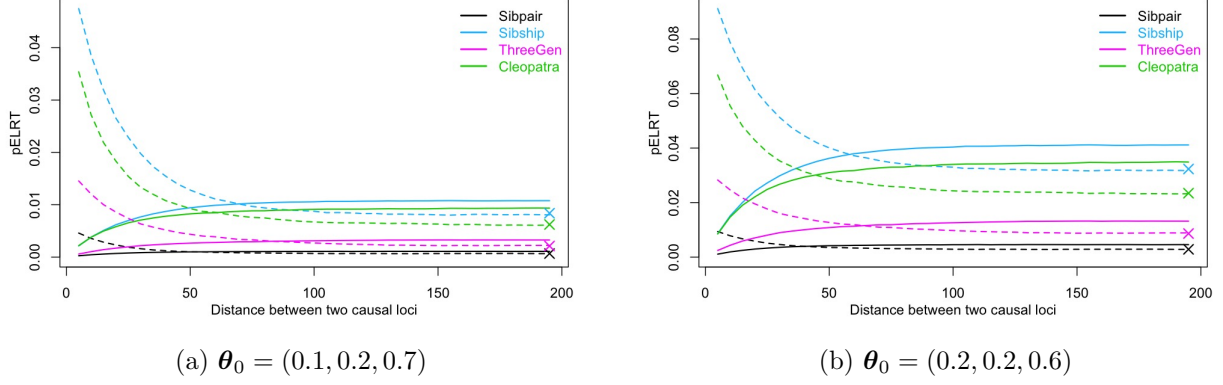 pELRT
0.00 0.01 0.02 0.03 0.04
Sibpair
Sibship
ThreeGen
Cleopatra
0 50 100 150 200
Distance between two causal loci
(a) θ₀ = (0.1, 0.2, 0.7)
pELRT
0.00 0.02 0.04 0.06 0.08
Sibpair
Sibship
ThreeGen
Cleopatra
0 50 100 150 200
Distance between two causal loci
(b) θ₀ = (0.2, 0.2, 0.6)